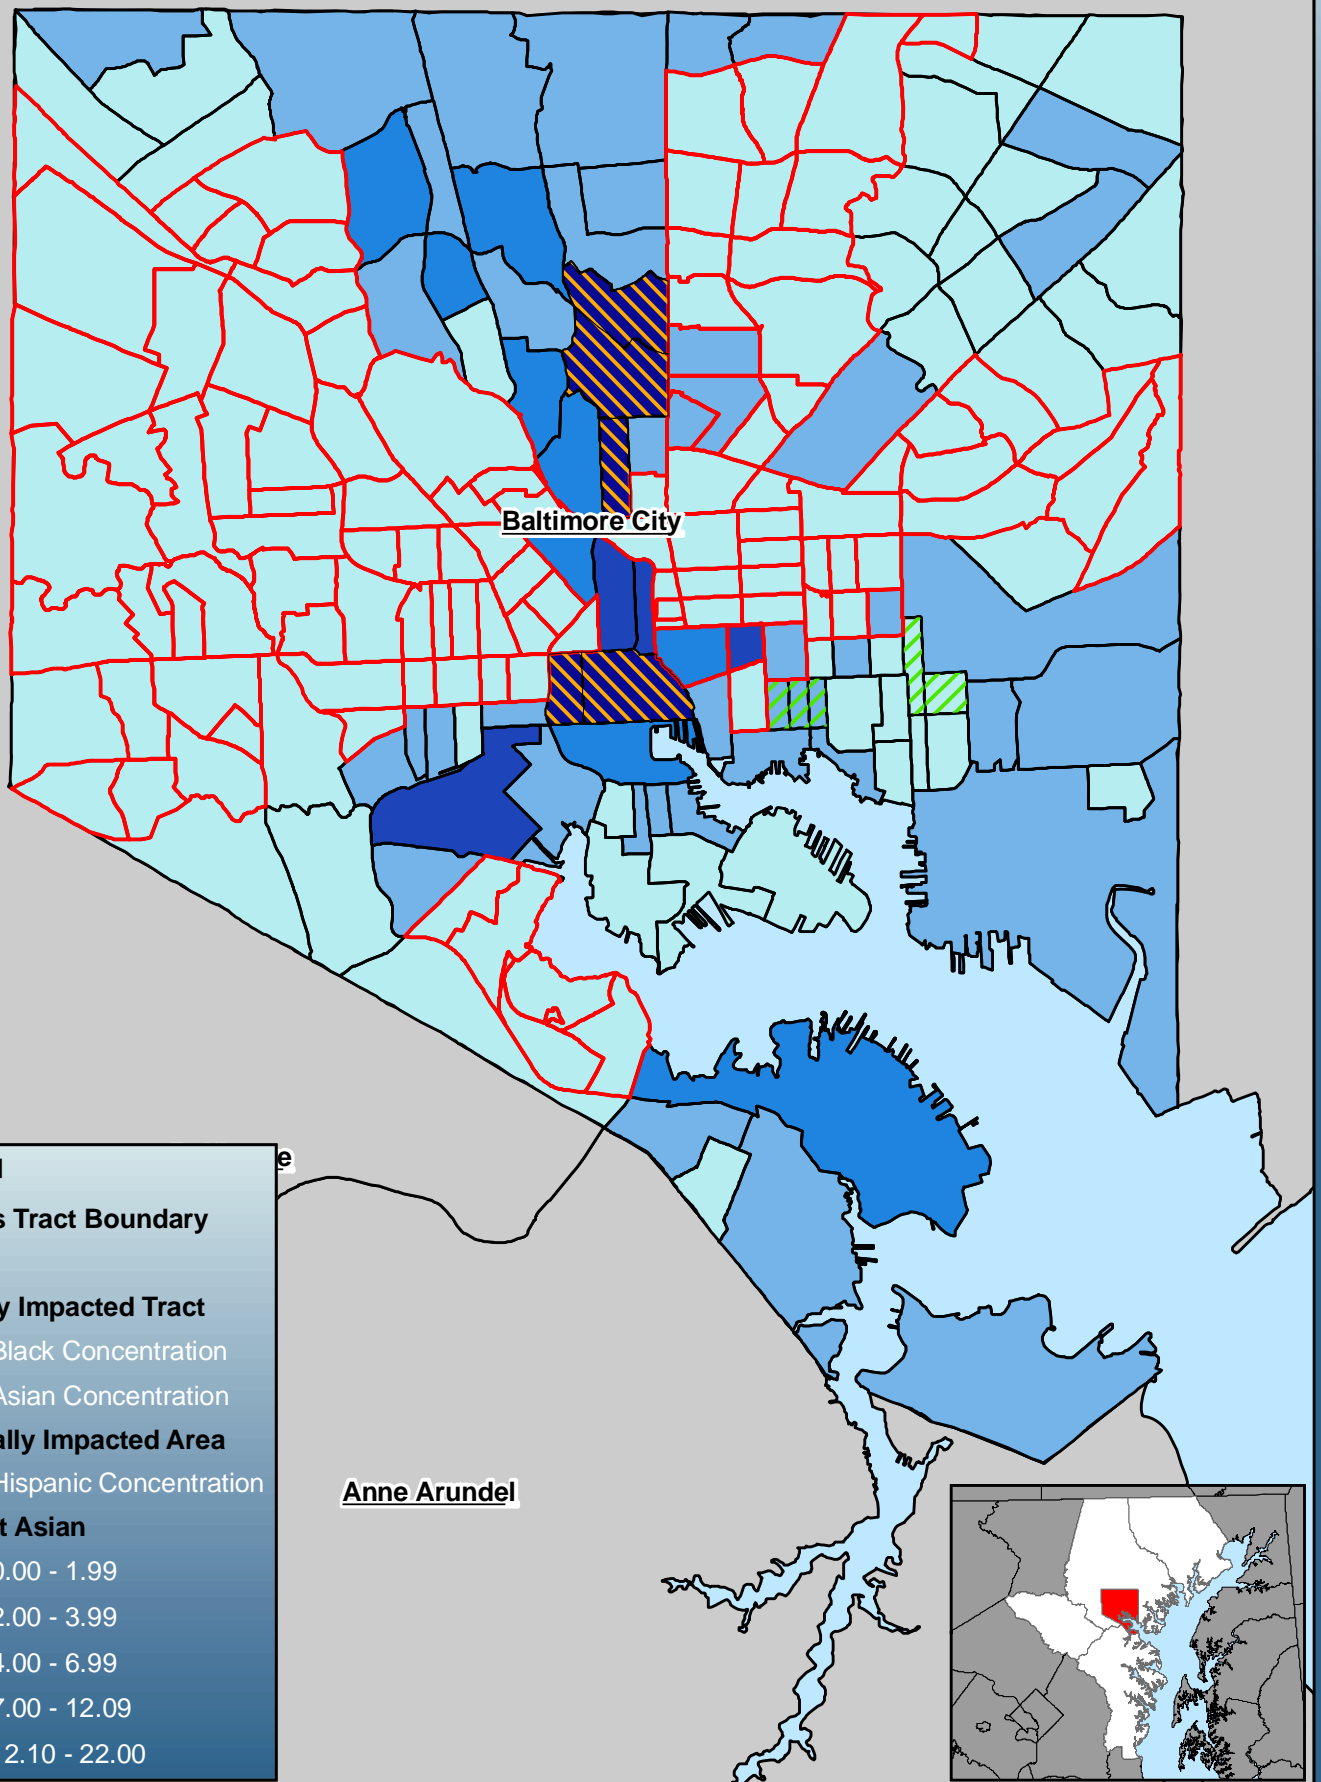 Baltimore City
e
l
s Tract Boundary
y Impacted Tract
Black Concentration
Asian Concentration
ally Impacted Area
Hispanic Concentration
t Asian
0.00 - 1.99
2.00 - 3.99
4.00 - 6.99
7.00 - 12.09
12.10 - 22.00
Anne Arundel